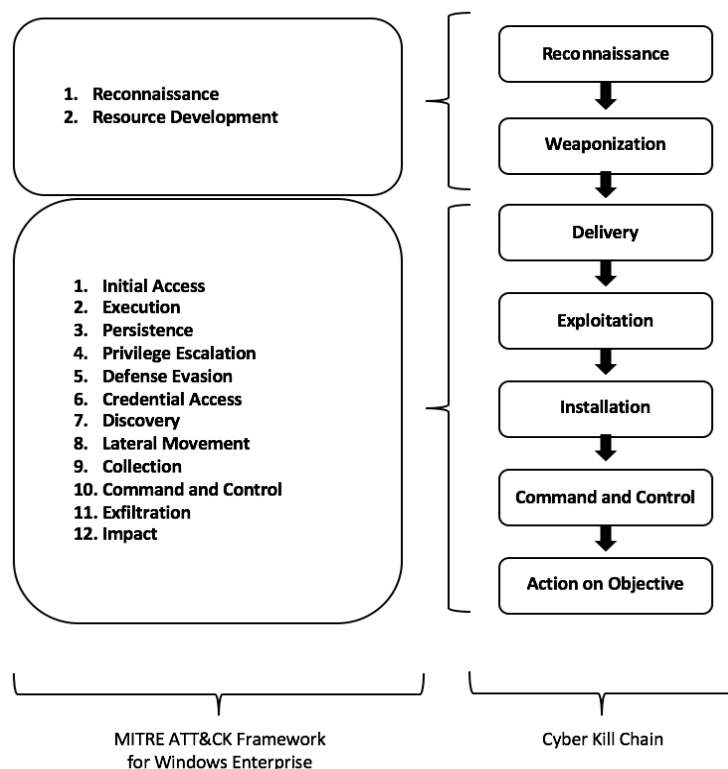 1. Reconnaissance
2. Resource Development
1. Initial Access
2. Execution
3. Persistence
4. Privilege Escalation
5. Defense Evasion
6. Credential Access
7. Discovery
8. Lateral Movement
9. Collection
10. Command and Control
11. Exfiltration
12. Impact
MITRE ATT&CK Framework
for Windows Enterprise
Reconnaissance
Weaponization
Delivery
Exploitation
Installation
Command and Control
Action on Objective
Cyber Kill Chain